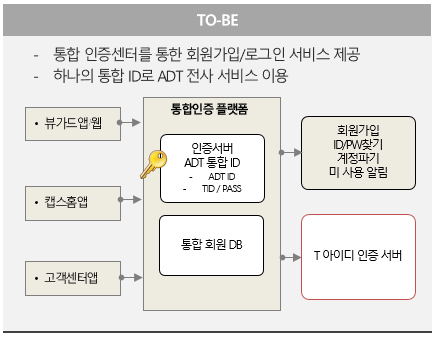 TO-BE
- 통합 인증센터를 통한 회원가입/로그인 서비스 제공
- 하나의 통합 ID로 ADT 전사 서비스 이용
통합인증 플랫폼
• 뷰가드앱/웹
• 캡스홈앱
• 고객센터앱
인증서버
ADT 통합 ID
- ADT ID
- TID / PASS
통합 회원 DB
회원가입
ID/PW찾기
계정파기
미 사용 알림
T 아이디 인증 서버